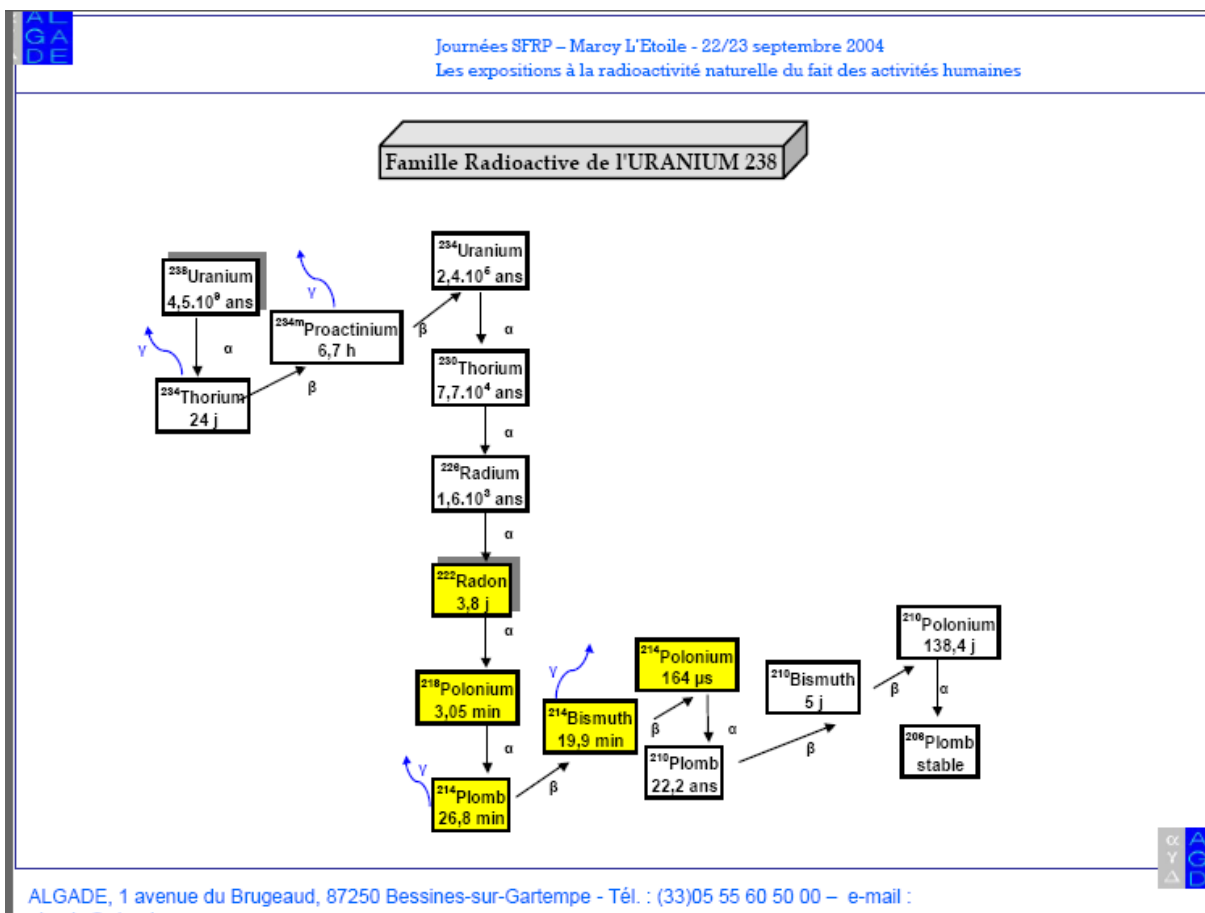 AL
GA
DE
Journées SFRP – Marcy L'Etoile - 22/23 septembre 2004
Les expositions à la radioactivité naturelle du fait des activités humaines
Famille Radioactive de l'URANIUM 238
²³⁸Uranium
4,5.10⁹ ans
γ
α
²³⁴Thorium
24 j
β
γ
²³⁴ᵐProactinium
6,7 h
β
²³⁴Uranium
2,4.10⁵ ans
α
²³⁰Thorium
7,7.10⁴ ans
α
²²⁶Radium
1,6.10³ ans
α
²²²Radon
3,8 j
α
²¹⁸Polonium
3,05 min
α
γ
²¹⁴Plomb
26,8 min
β
γ
²¹⁴Bismuth
19,9 min
β
²¹⁴Polonium
164 µs
α
²¹⁰Plomb
22,2 ans
β
²¹⁰Bismuth
5 j
β
²¹⁰Polonium
138,4 j
α
²⁰⁶Plomb
stable
α A
γ G
Δ D
ALGADE, 1 avenue du Brugeaud, 87250 Bessines-sur-Gartempe - Tél. : (33)05 55 60 50 00 – e-mail :